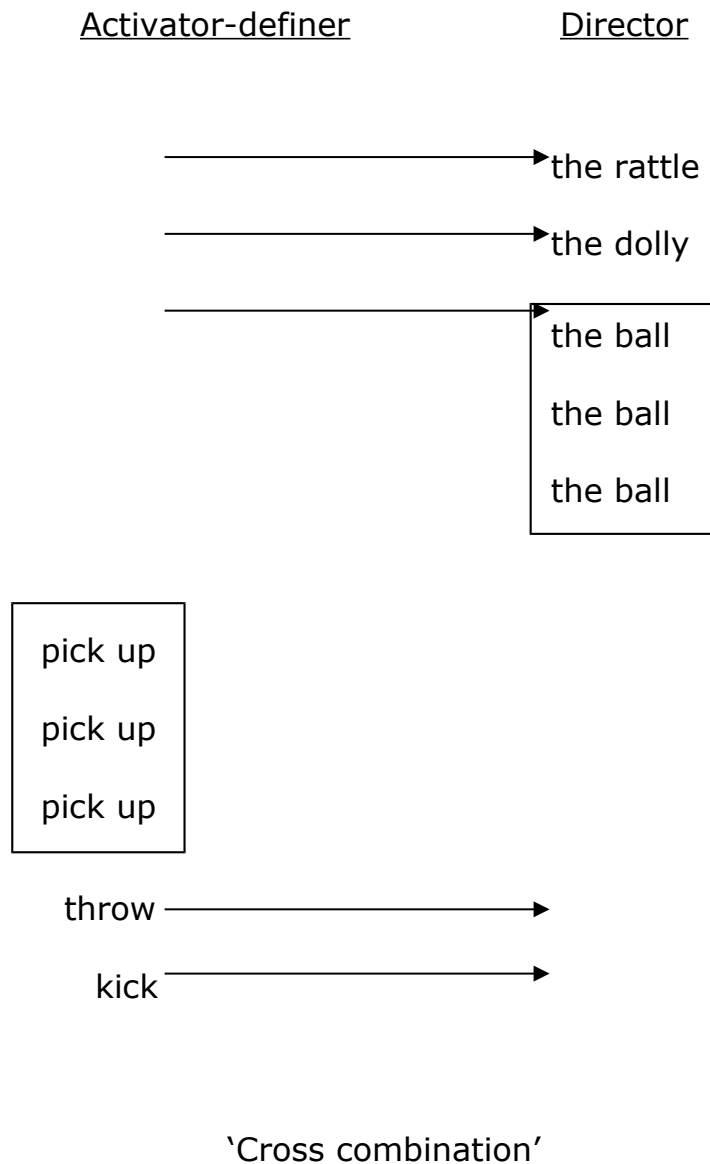 Activator-definer Director
the rattle
the dolly
the ball
the ball
the ball
pick up
pick up
pick up
throw
kick
‘Cross combination’